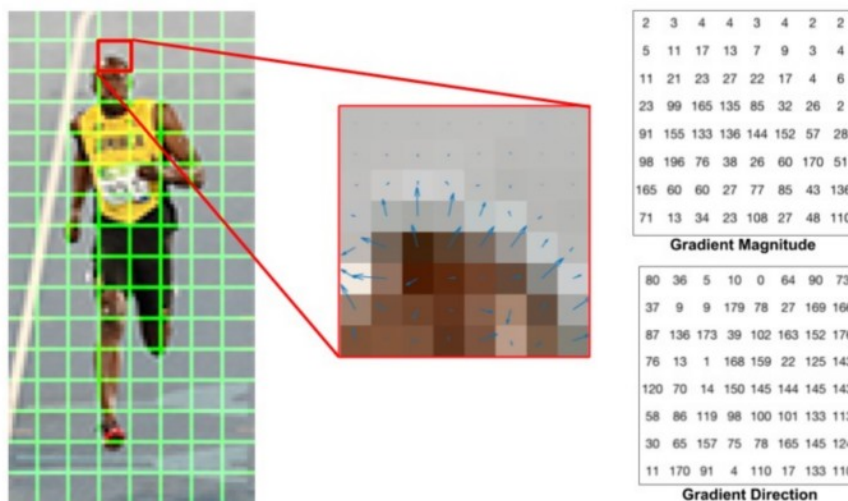 2 3 4 4 3 4 2 2
5 11 17 13 7 9 3 4
11 21 23 27 22 17 4 6
23 99 165 135 85 32 26 2
91 155 133 136 144 152 57 28
98 196 76 38 26 60 170 51
165 60 60 27 77 85 43 136
71 13 34 23 108 27 48 110
Gradient Magnitude
80 36 5 10 0 64 90 73
37 9 9 179 78 27 169 166
87 136 173 39 102 163 152 176
76 13 1 168 159 22 125 143
120 70 14 150 145 144 145 143
58 86 119 98 100 101 133 113
30 65 157 75 78 165 145 124
11 170 91 4 110 17 133 110
Gradient Direction